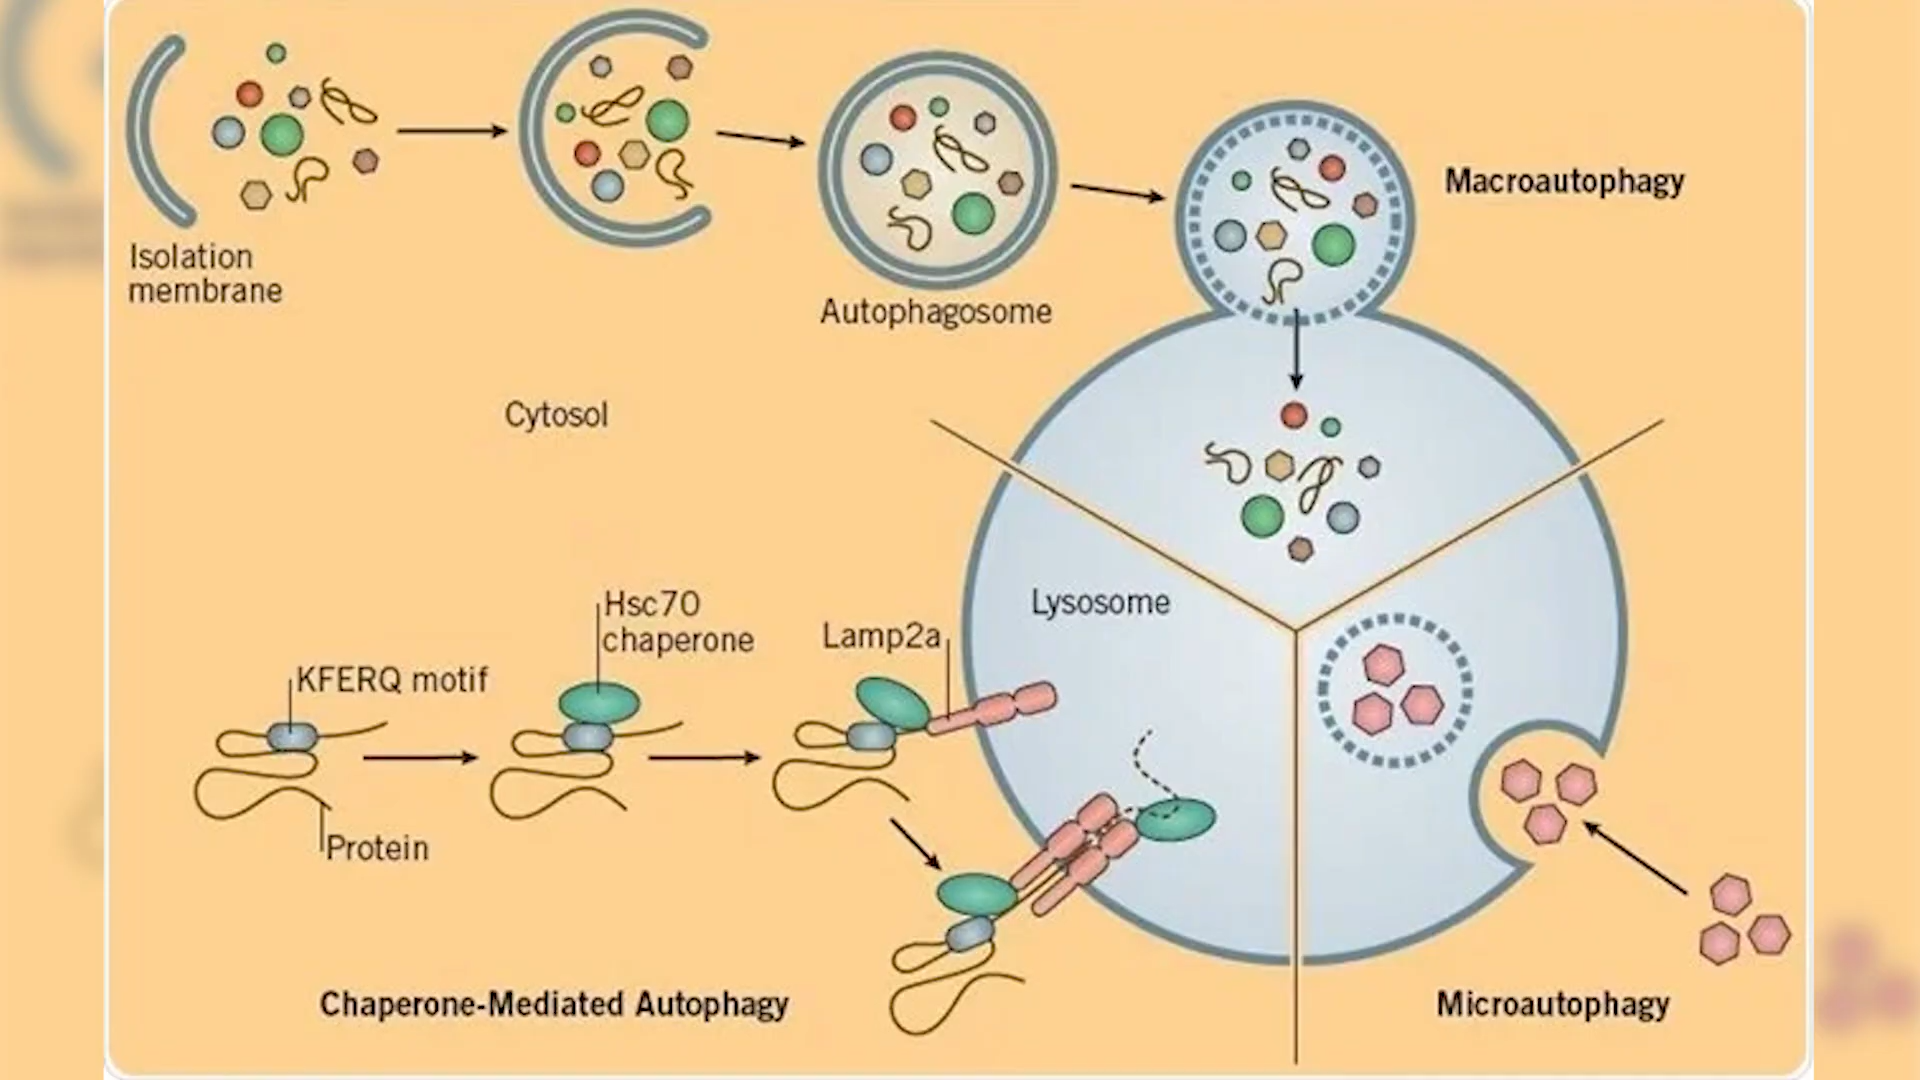 Isolation
membrane
Autophagosome
Macroautophagy
Cytosol
Lysosome
KFERQ motif
Hsc70
chaperone
Lamp2a
Protein
Chaperone-Mediated Autophagy
Microautophagy